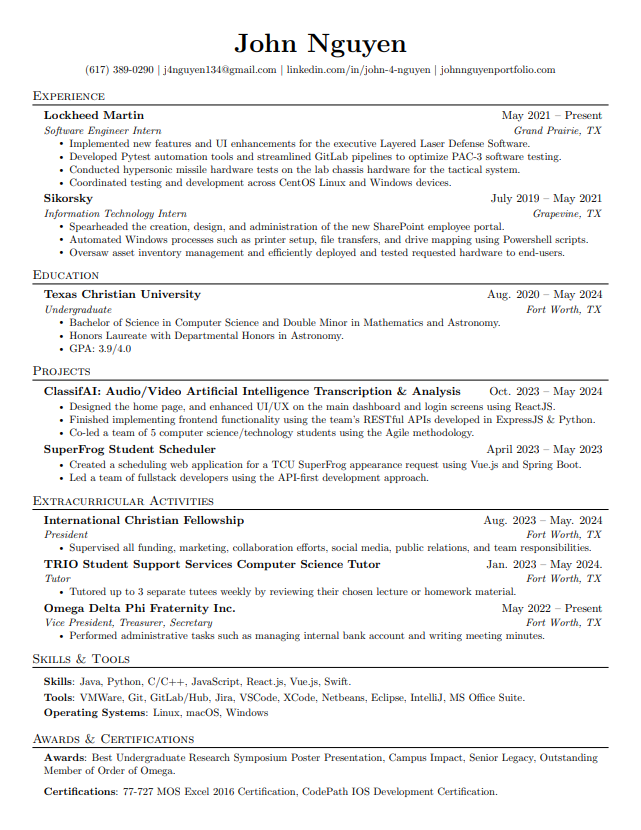 John Nguyen
(617) 389-0290 | j4nguyen134@gmail.com | linkedin.com/in/john-4-nguyen | johnnguyenportfolio.com
Experience
Lockheed Martin May 2021 – Present
Software Engineer Intern Grand Prairie, TX
• Implemented new features and UI enhancements for the executive Layered Laser Defense Software.
• Developed Pytest automation tools and streamlined GitLab pipelines to optimize PAC-3 software testing.
• Conducted hypersonic missile hardware tests on the lab chassis hardware for the tactical system.
• Coordinated testing and development across CentOS Linux and Windows devices.
Sikorsky July 2019 – May 2021
Information Technology Intern Grapevine, TX
• Spearheaded the creation, design, and administration of the new SharePoint employee portal.
• Automated Windows processes such as printer setup, file transfers, and drive mapping using Powershell scripts.
• Oversaw asset inventory management and efficiently deployed and tested requested hardware to end-users.
Education
Texas Christian University Aug. 2020 – May 2024
Undergraduate Fort Worth, TX
• Bachelor of Science in Computer Science and Double Minor in Mathematics and Astronomy.
• Honors Laureate with Departmental Honors in Astronomy.
• GPA: 3.9/4.0
Projects
ClassifAI: Audio/Video Artificial Intelligence Transcription & Analysis Oct. 2023 – May 2024
• Designed the home page, and enhanced UI/UX on the main dashboard and login screens using ReactJS.
• Finished implementing frontend functionality using the team's RESTful APIs developed in ExpressJS & Python.
• Co-led a team of 5 computer science/technology students using the Agile methodology.
SuperFrog Student Scheduler April 2023 – May 2023
• Created a scheduling web application for a TCU SuperFrog appearance request using Vue.js and Spring Boot.
• Led a team of fullstack developers using the API-first development approach.
Extracurricular Activities
International Christian Fellowship Aug. 2023 – May. 2024
President Fort Worth, TX
• Supervised all funding, marketing, collaboration efforts, social media, public relations, and team responsibilities.
TRIO Student Support Services Computer Science Tutor Jan. 2023 – May 2024.
Tutor Fort Worth, TX
• Tutored up to 3 separate tutees weekly by reviewing their chosen lecture or homework material.
Omega Delta Phi Fraternity Inc. May 2022 – Present
Vice President, Treasurer, Secretary Fort Worth, TX
• Performed administrative tasks such as managing internal bank account and writing meeting minutes.
Skills & Tools
Skills: Java, Python, C/C++, JavaScript, React.js, Vue.js, Swift.
Tools: VMWare, Git, GitLab/Hub, Jira, VSCode, XCode, Netbeans, Eclipse, IntelliJ, MS Office Suite.
Operating Systems: Linux, macOS, Windows
Awards & Certifications
Awards: Best Undergraduate Research Symposium Poster Presentation, Campus Impact, Senior Legacy, Outstanding
Member of Order of Omega.
Certifications: 77-727 MOS Excel 2016 Certification, CodePath IOS Development Certification.